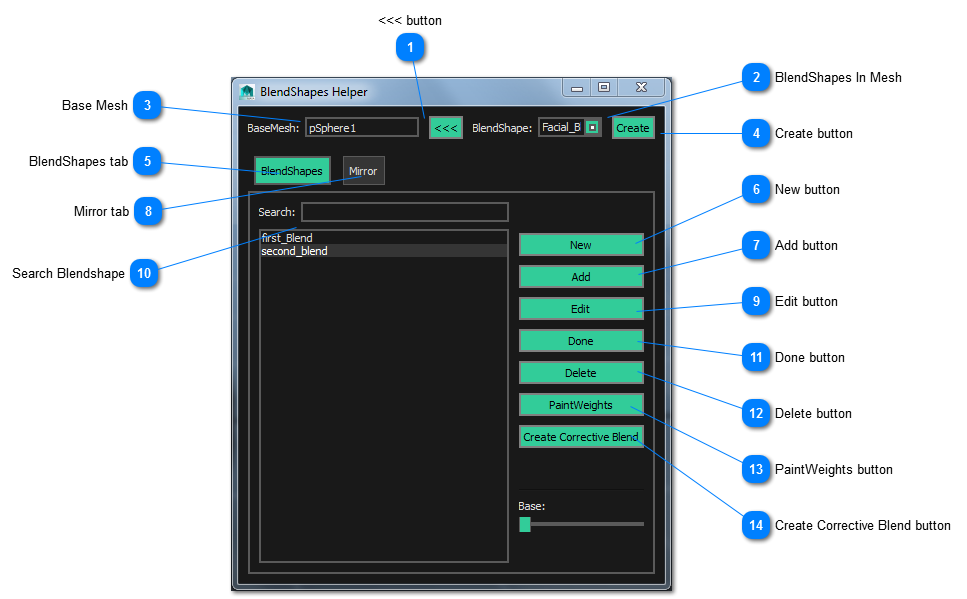 <<< button
1
BlendShapes Helper
2 BlendShapes In Mesh
Base Mesh 3
BaseMesh: pSphere1 <<< BlendShape: Facial_B Create
4 Create button
BlendShapes tab 5
BlendShapes Mirror
6 New button
Mirror tab 8
Search:
7 Add button
Search Blendshape 10
first_Blend
second_blend
New
Add
Edit
Done
Delete
PaintWeights
Create Corrective Blend
9 Edit button
11 Done button
12 Delete button
13 PaintWeights button
Base:
14 Create Corrective Blend button